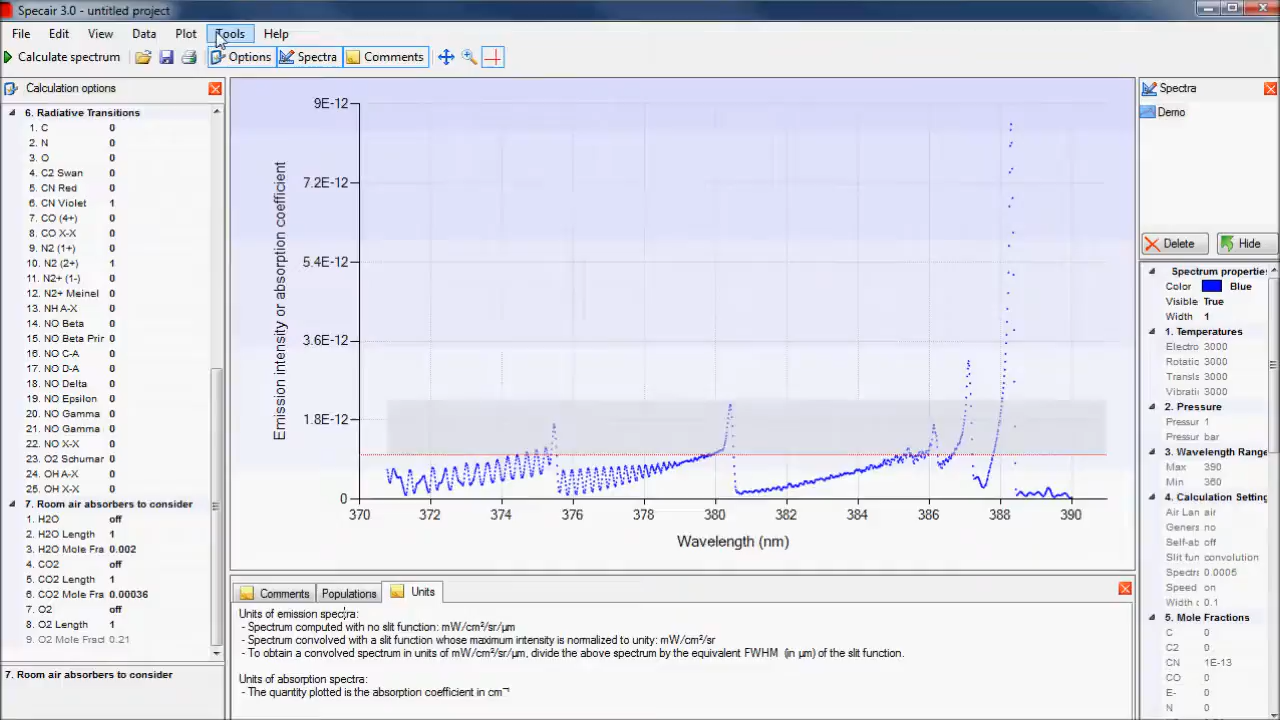 Specair 3.0 - untitled project
File Edit View Data Plot Tools Help
Calculate spectrum Options Spectra Comments
Calculation options
6. Radiative Transitions
1. C 0
2. N 0
3. O 0
4. C2 Swan 0
5. CN Red 0
6. CN Violet 1
7. CO (4+) 0
8. CO X-X 0
9. N2 (1+) 0
10. N2 (2+) 1
11. N2+ (1-) 0
12. N2+ Meinel 0
13. NH A-X 0
14. NO Beta 0
15. NO Beta Prir 0
16. NO C-A 0
17. NO D-A 0
18. NO Delta 0
19. NO Epsilon 0
20. NO Gamma 0
21. NO Gamma 0
22. NO X-X 0
23. O2 Schumar 0
24. OH A-X 0
25. OH X-X 0
7. Room air absorbers to consider
1. H2O off
2. H2O Length 1
3. H2O Mole Fra 0.002
4. CO2 off
5. CO2 Length 1
6. CO2 Mole Fra 0.00036
7. O2 off
8. O2 Length 1
9. O2 Mole Fract 0.21
7. Room air absorbers to consider
Emission intensity or absorption coefficient
9E-12
7.2E-12
5.4E-12
3.6E-12
1.8E-12
0
370 372 374 376 378 380 382 384 386 388 390
Wavelength (nm)
Comments Populations Units
Units of emission spectra:
- Spectrum computed with no slit function: mW/cm³/sr/µm
- Spectrum convolved with a slit function whose maximum intensity is normalized to unity: mW/cm³/sr
- To obtain a convolved spectrum in units of mW/cm³/sr/µm, divide the above spectrum by the equivalent FWHM (in µm) of the slit function.
Units of absorption spectra:
- The quantity plotted is the absorption coefficient in cm⁻¹
Spectra
Demo
Delete Hide
Spectrum propertie
Color Blue
Visible True
Width 1
1. Temperatures
Electro 3000
Rotatic 3000
Transla 3000
Vibrati 3000
2. Pressure
Pressur 1
Pressur bar
3. Wavelength Range
Max 390
Min 360
4. Calculation Setting
Air Lan air
Genera no
Self-ab off
Slit fun convolution
Spectra 0.0005
Speed on
Width c 0.1
5. Mole Fractions
C 0
C2 0
CN 1E-13
CO 0
E- 0
N 0